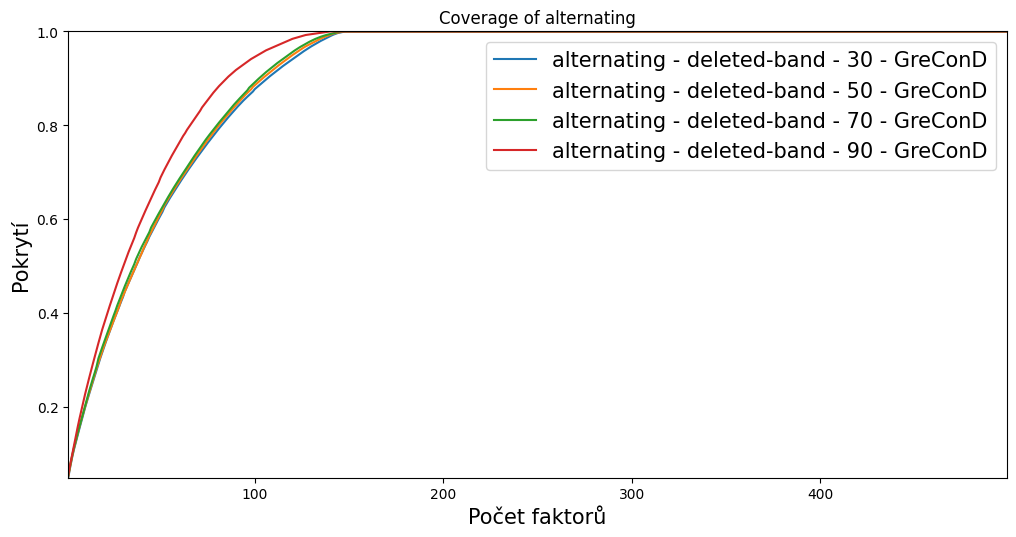 Coverage of alternating
alternating - deleted-band - 30 - GreConD
alternating - deleted-band - 50 - GreConD
alternating - deleted-band - 70 - GreConD
alternating - deleted-band - 90 - GreConD
Pokrytí
1.0
0.8
0.6
0.4
0.2
100 200 300 400
Počet faktorů